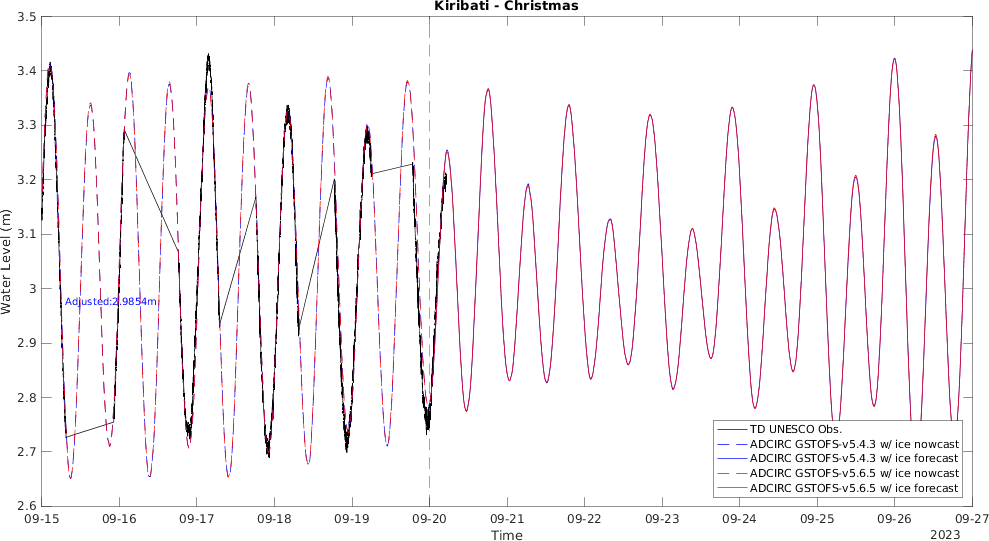 Kiribati - Christmas
3.5
3.4
3.3
3.2
3.1
3
2.9
2.8
2.7
2.6
Water Level (m)
Adjusted:2.9854m
TD UNESCO Obs.
ADCIRC GSTOFS-v5.4.3 w/ ice nowcast
ADCIRC GSTOFS-v5.4.3 w/ ice forecast
ADCIRC GSTOFS-v5.6.5 w/ ice nowcast
ADCIRC GSTOFS-v5.6.5 w/ ice forecast
09-15 09-16 09-17 09-18 09-19 09-20 09-21 09-22 09-23 09-24 09-25 09-26 09-27
Time
2023